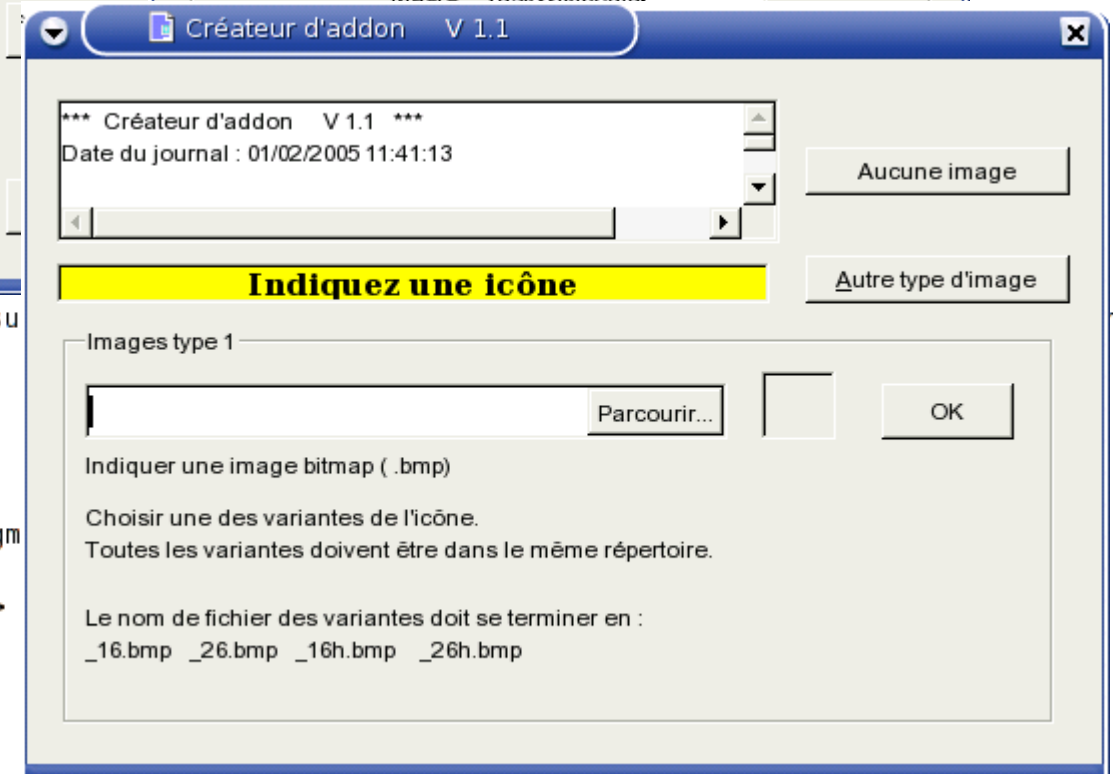 Créateur d'addon V 1.1
*** Créateur d'addon V 1.1 ***
Date du journal : 01/02/2005 11:41:13
Aucune image
Indiquez une icône
Autre type d'image
Images type 1
Parcourir...
OK
Indiquer une image bitmap ( .bmp)
Choisir une des variantes de l'icône.
Toutes les variantes doivent être dans le même répertoire.
Le nom de fichier des variantes doit se terminer en :
_16.bmp _26.bmp _16h.bmp _26h.bmp